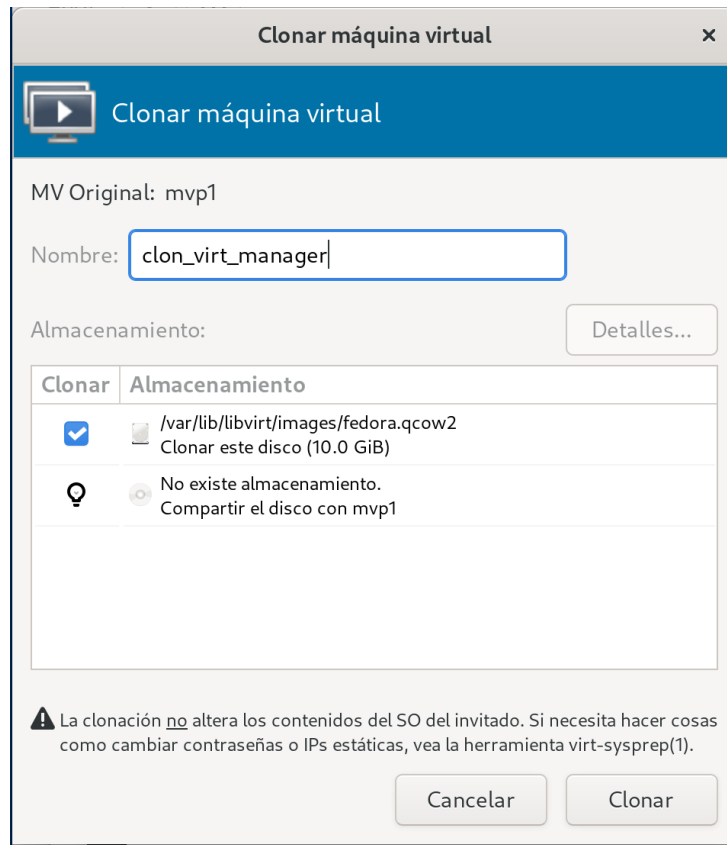 Clonar máquina virtual
Clonar máquina virtual
MV Original: mvp1
Nombre: clon_virt_manager
Almacenamiento: Detalles...
Clonar Almacenamiento
/var/lib/libvirt/images/fedora.qcow2
Clonar este disco (10.0 GiB)
No existe almacenamiento.
Compartir el disco con mvp1
La clonación no altera los contenidos del SO del invitado. Si necesita hacer cosas
como cambiar contraseñas o IPs estáticas, vea la herramienta virt-sysprep(1).
Cancelar Clonar